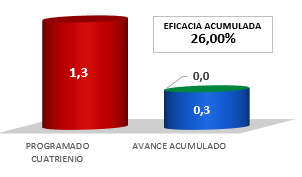 EFICACIA ACUMULADA
26,00%
1,3
0,0
0,3
PROGRAMADO
CUATRIENIO
AVANCE ACUMULADO